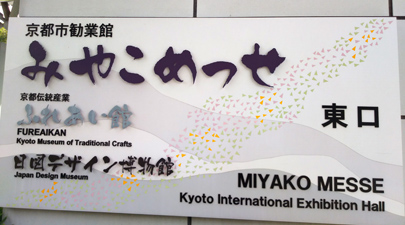 京都市勧業館
みやこめっせ
京都伝統産業
ふれあい館
FUREAIKAN
Kyoto Museum of Traditional Crafts
日図デザイン博物館
Japan Design Museum
東口
MIYAKO MESSE
Kyoto International Exhibition Hall